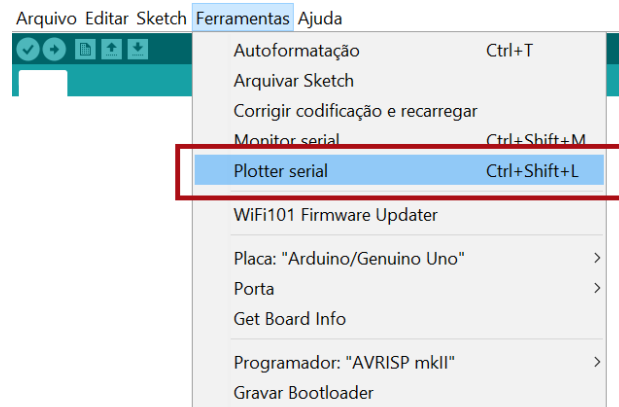 Arquivo Editar Sketch Ferramentas Ajuda
Autoformatação Ctrl+T
Arquivar Sketch
Corrigir codificação e recarregar
Monitor serial Ctrl+Shift+M
Plotter serial Ctrl+Shift+L
WiFi101 Firmware Updater
Placa: "Arduino/Genuino Uno"
Porta
Get Board Info
Programador: "AVRISP mkII"
Gravar Bootloader